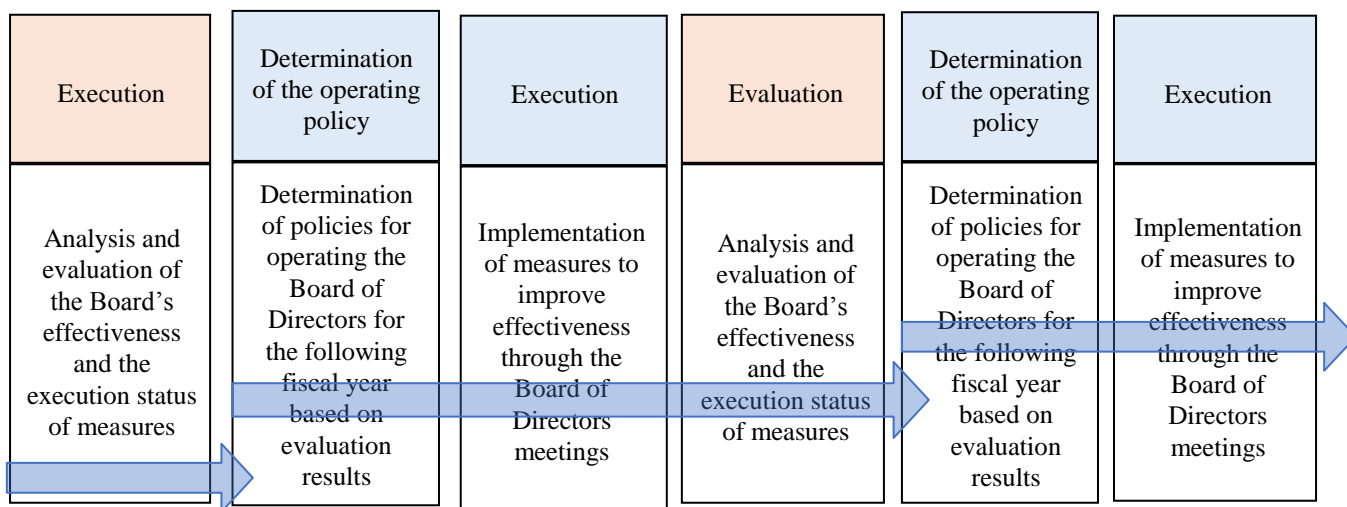 Execution
Analysis and
evaluation of
the Board’s
effectiveness
and the
execution status
of measures
Determination
of the operating
policy
Determination
of policies for
operating the
Board of
Directors for
the following
fiscal year
based on
evaluation
results
Execution
Implementation
of measures to
improve
effectiveness
through the
Board of
Directors
meetings
Evaluation
Analysis and
evaluation of
the Board’s
effectiveness
and the
execution status
of measures
Determination
of the operating
policy
Determination
of policies for
operating the
Board of
Directors for
the following
fiscal year
based on
evaluation
results
Execution
Implementation
of measures to
improve
effectiveness
through the
Board of
Directors
meetings